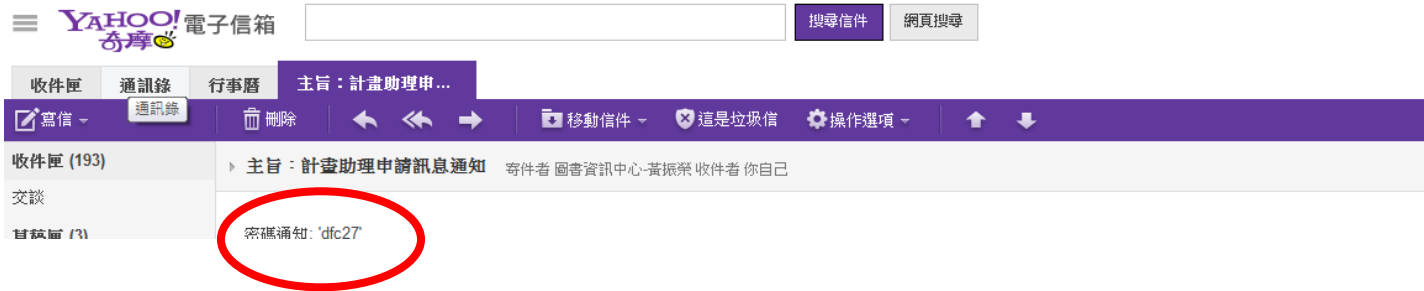 YAHOO! 奇摩 電子信箱
搜尋信件 網頁搜尋
收件匣 通訊錄 行事曆 主旨：計畫助理申...
通訊錄
寫信 刪除 移動信件 這是垃圾信 操作選項
收件匣 (193)
主旨：計畫助理申請訊息通知 寄件者 圖書資訊中心-黃振榮 收件者 你自己
交談
草稿匣 (3)
密碼通知: 'dfc27'